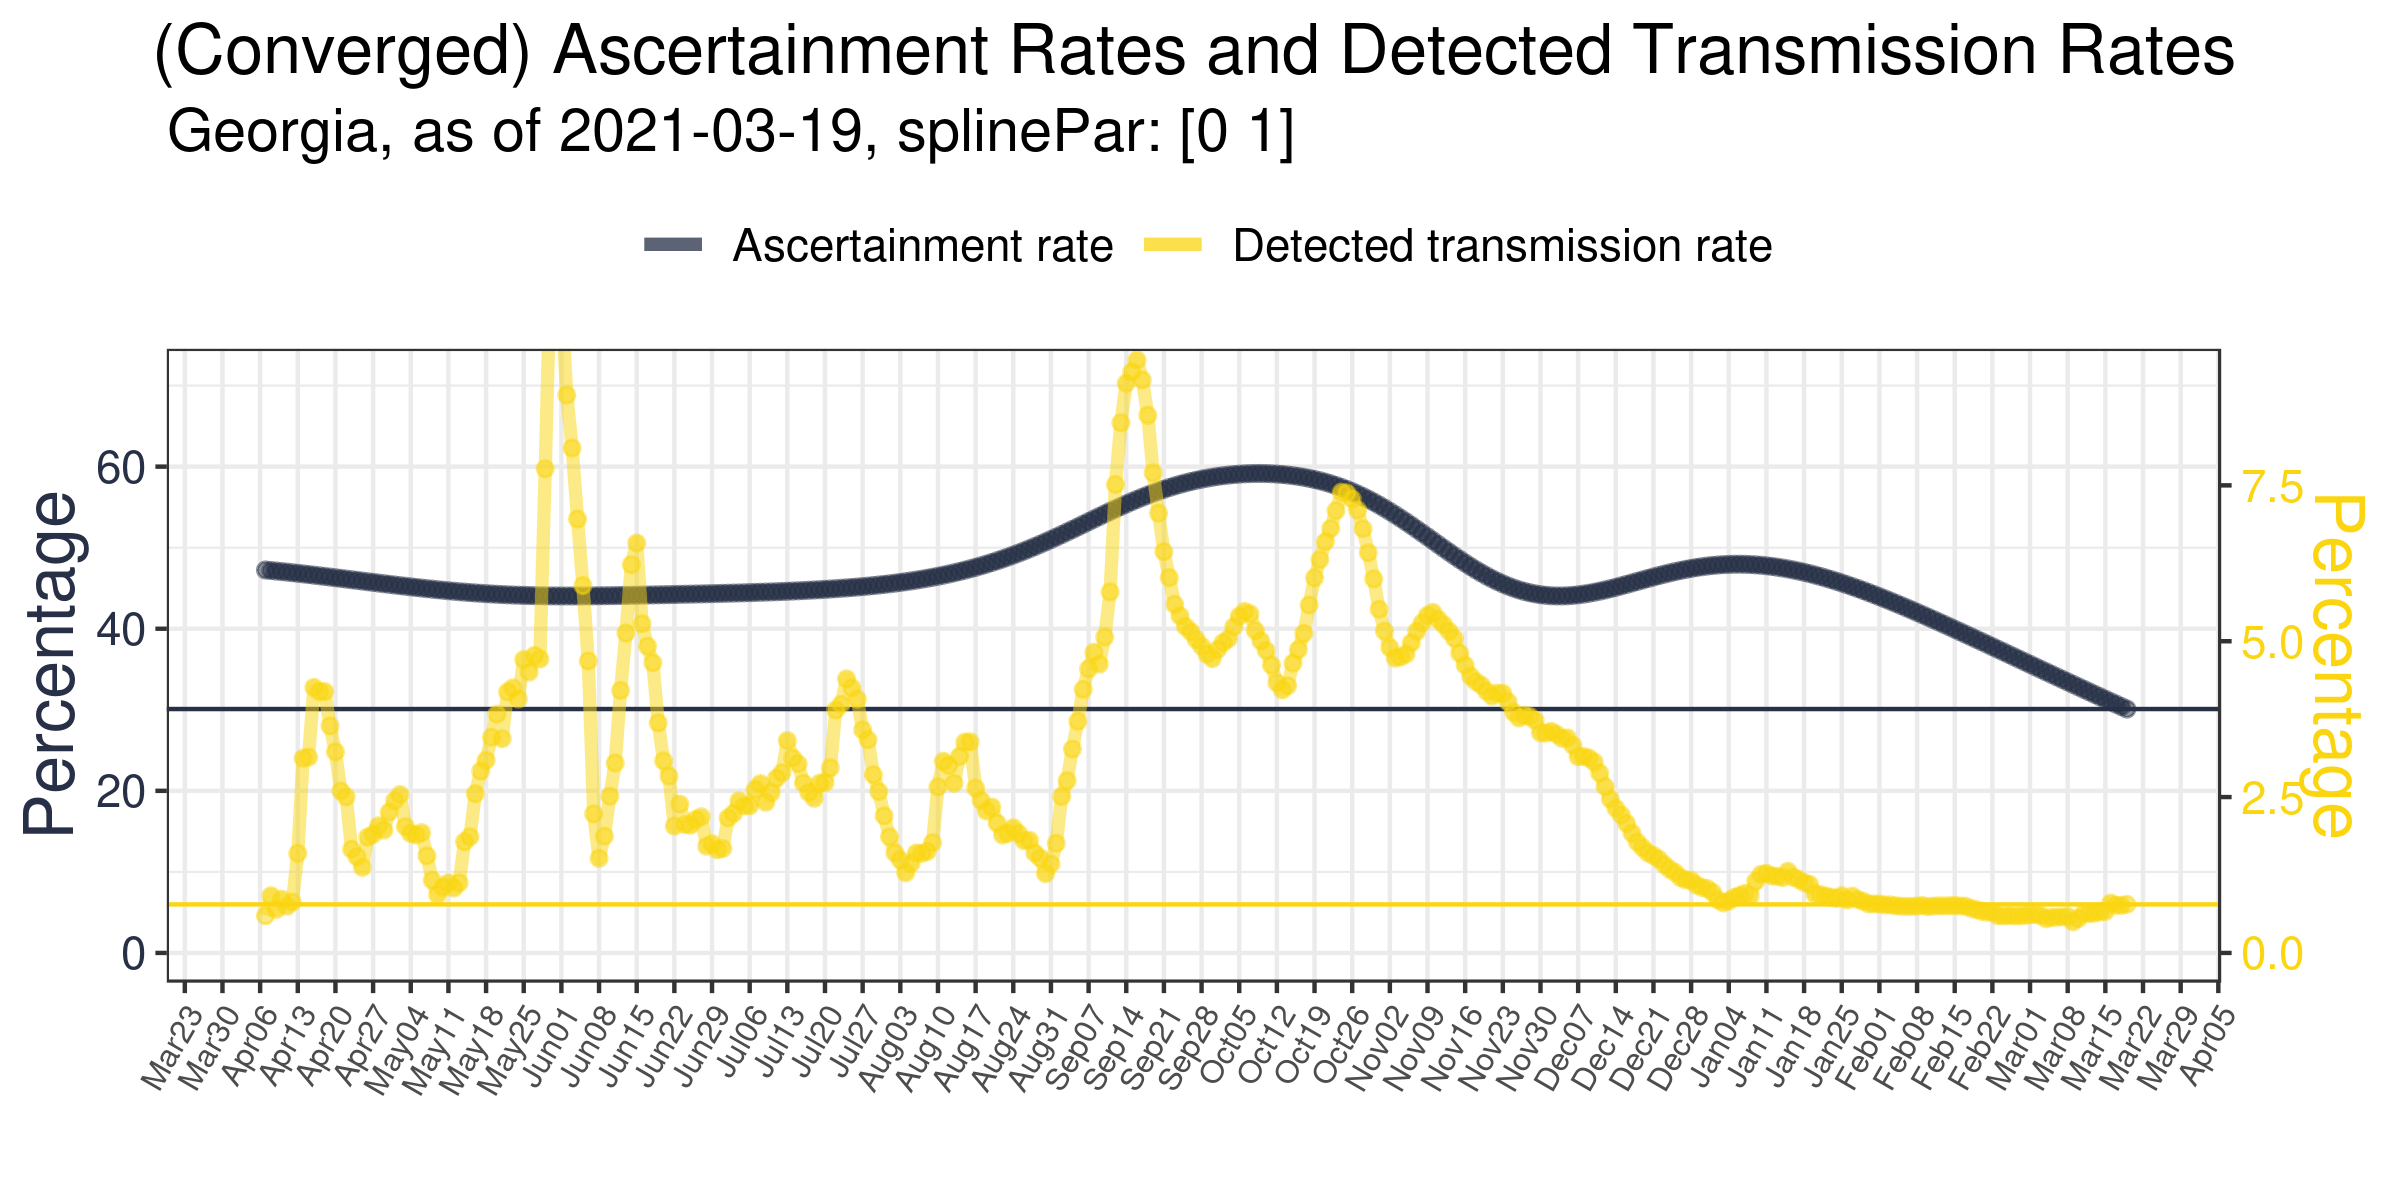 (Converged) Ascertainment Rates and Detected Transmission Rates
Georgia, as of 2021-03-19, splinePar: [0 1]
Ascertainment rate
Detected transmission rate
Percentage
60
40
20
0
7.5
5.0
2.5
0.0
Percentage
Mar23
Mar30
Apr06
Apr13
Apr20
Apr27
May04
May11
May18
May25
Jun01
Jun08
Jun15
Jun22
Jun29
Jul06
Jul13
Jul20
Jul27
Aug03
Aug10
Aug17
Aug24
Aug31
Sep07
Sep14
Sep21
Sep28
Oct05
Oct12
Oct19
Oct26
Nov02
Nov09
Nov16
Nov23
Nov30
Dec07
Dec14
Dec21
Dec28
Jan04
Jan11
Jan18
Jan25
Feb01
Feb08
Feb15
Feb22
Mar01
Mar08
Mar15
Mar22
Mar29
Apr05